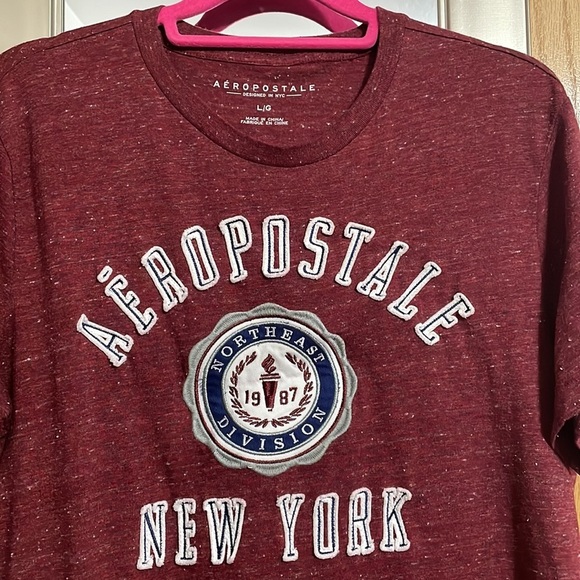 AÉROPOSTALE
DESIGNED IN NYC
L/G
MADE IN CHINA/
FABRIQUÉ EN CHINE
AÉROPOSTALE
NORTHEAST
19 87
DIVISION
NEW YORK